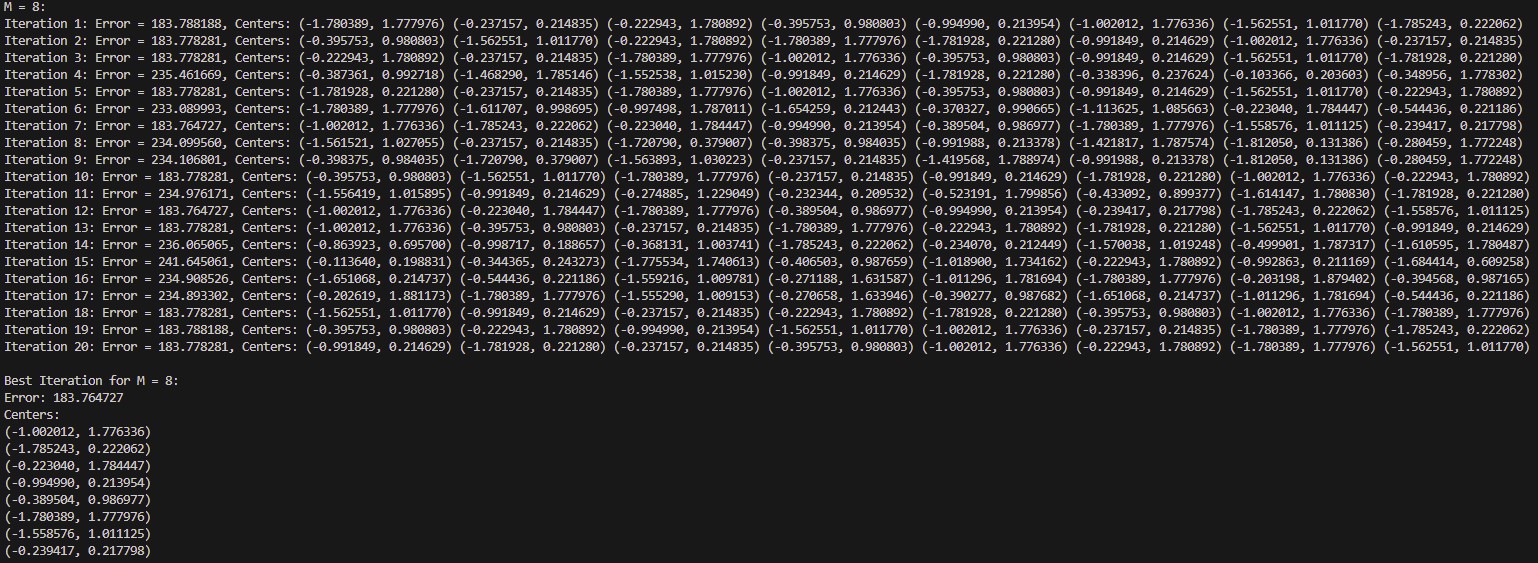 M = 8:
Iteration 1: Error = 183.788188, Centers: (-1.780389, 1.777976) (-0.237157, 0.214835) (-0.222943, 1.780892) (-0.395753, 0.980803) (-0.994990, 0.213954) (-1.002012, 1.776336) (-1.562551, 1.011770) (-1.785243, 0.222062)
Iteration 2: Error = 183.778281, Centers: (-0.395753, 0.980803) (-1.562551, 1.011770) (-0.222943, 1.780892) (-1.780389, 1.777976) (-1.781928, 0.221280) (-0.991849, 0.214629) (-1.002012, 1.776336) (-0.237157, 0.214835)
Iteration 3: Error = 183.778281, Centers: (-0.222943, 1.780892) (-0.237157, 0.214835) (-1.780389, 1.777976) (-1.002012, 1.776336) (-0.395753, 0.980803) (-0.991849, 0.214629) (-1.562551, 1.011770) (-1.781928, 0.221280)
Iteration 4: Error = 235.461669, Centers: (-0.387361, 0.992718) (-1.468290, 1.785146) (-1.552538, 1.015230) (-0.991849, 0.214629) (-1.781928, 0.221280) (-0.338396, 0.237624) (-0.103366, 0.203603) (-0.348956, 1.778302)
Iteration 5: Error = 183.778281, Centers: (-1.781928, 0.221280) (-0.237157, 0.214835) (-1.780389, 1.777976) (-1.002012, 1.776336) (-0.395753, 0.980803) (-0.991849, 0.214629) (-1.562551, 1.011770) (-0.222943, 1.780892)
Iteration 6: Error = 233.089993, Centers: (-1.780389, 1.777976) (-1.611707, 0.998695) (-0.997498, 1.787011) (-1.654259, 0.212443) (-0.370327, 0.990665) (-1.113625, 1.085663) (-0.223040, 1.784447) (-0.544436, 0.221186)
Iteration 7: Error = 183.764727, Centers: (-1.002012, 1.776336) (-1.785243, 0.222062) (-0.223040, 1.784447) (-0.994990, 0.213954) (-0.389504, 0.986977) (-1.780389, 1.777976) (-1.558576, 1.011125) (-0.239417, 0.217798)
Iteration 8: Error = 234.099560, Centers: (-1.561521, 1.027055) (-0.237157, 0.214835) (-1.720790, 0.379007) (-0.398375, 0.984035) (-0.991988, 0.213378) (-1.421817, 1.787574) (-1.812050, 0.131386) (-0.280459, 1.772248)
Iteration 9: Error = 234.106801, Centers: (-0.398375, 0.984035) (-1.720790, 0.379007) (-1.563893, 1.030223) (-0.237157, 0.214835) (-1.419568, 1.788974) (-0.991988, 0.213378) (-1.812050, 0.131386) (-0.280459, 1.772248)
Iteration 10: Error = 183.778281, Centers: (-0.395753, 0.980803) (-1.562551, 1.011770) (-1.780389, 1.777976) (-0.237157, 0.214835) (-0.991849, 0.214629) (-1.781928, 0.221280) (-1.002012, 1.776336) (-0.222943, 1.780892)
Iteration 11: Error = 234.976171, Centers: (-1.556419, 1.015895) (-0.991849, 0.214629) (-0.274885, 1.229049) (-0.232344, 0.209532) (-0.523191, 1.799856) (-0.433092, 0.899377) (-1.614147, 1.780830) (-1.781928, 0.221280)
Iteration 12: Error = 183.764727, Centers: (-1.002012, 1.776336) (-0.223040, 1.784447) (-1.780389, 1.777976) (-0.389504, 0.986977) (-0.994990, 0.213954) (-0.239417, 0.217798) (-1.785243, 0.222062) (-1.558576, 1.011125)
Iteration 13: Error = 183.778281, Centers: (-1.002012, 1.776336) (-0.395753, 0.980803) (-0.237157, 0.214835) (-1.780389, 1.777976) (-0.222943, 1.780892) (-1.781928, 0.221280) (-1.562551, 1.011770) (-0.991849, 0.214629)
Iteration 14: Error = 236.065065, Centers: (-0.863923, 0.695700) (-0.998717, 0.188657) (-0.368131, 1.003741) (-1.785243, 0.222062) (-0.234070, 0.212449) (-1.570038, 1.019248) (-0.499901, 1.787317) (-1.610595, 1.780487)
Iteration 15: Error = 241.645061, Centers: (-0.113640, 0.198831) (-0.344365, 0.243273) (-1.775534, 1.740613) (-0.406503, 0.987659) (-1.018900, 1.734162) (-0.222943, 1.780892) (-0.992863, 0.211169) (-1.684414, 0.609258)
Iteration 16: Error = 234.908526, Centers: (-1.651068, 0.214737) (-0.544436, 0.221186) (-1.559216, 1.009781) (-0.271188, 1.631587) (-1.011296, 1.781694) (-1.780389, 1.777976) (-0.203198, 1.879402) (-0.394568, 0.987165)
Iteration 17: Error = 234.893302, Centers: (-0.202619, 1.881173) (-1.780389, 1.777976) (-1.555290, 1.009153) (-0.270658, 1.633946) (-0.390277, 0.987682) (-1.651068, 0.214737) (-1.011296, 1.781694) (-0.544436, 0.221186)
Iteration 18: Error = 183.778281, Centers: (-1.562551, 1.011770) (-0.991849, 0.214629) (-0.237157, 0.214835) (-0.222943, 1.780892) (-1.781928, 0.221280) (-0.395753, 0.980803) (-1.002012, 1.776336) (-1.780389, 1.777976)
Iteration 19: Error = 183.788188, Centers: (-0.395753, 0.980803) (-0.222943, 1.780892) (-0.994990, 0.213954) (-1.562551, 1.011770) (-1.002012, 1.776336) (-0.237157, 0.214835) (-1.780389, 1.777976) (-1.785243, 0.222062)
Iteration 20: Error = 183.778281, Centers: (-0.991849, 0.214629) (-1.781928, 0.221280) (-0.237157, 0.214835) (-0.395753, 0.980803) (-1.002012, 1.776336) (-0.222943, 1.780892) (-1.780389, 1.777976) (-1.562551, 1.011770)
Best Iteration for M = 8:
Error: 183.764727
Centers:
(-1.002012, 1.776336)
(-1.785243, 0.222062)
(-0.223040, 1.784447)
(-0.994990, 0.213954)
(-0.389504, 0.986977)
(-1.780389, 1.777976)
(-1.558576, 1.011125)
(-0.239417, 0.217798)